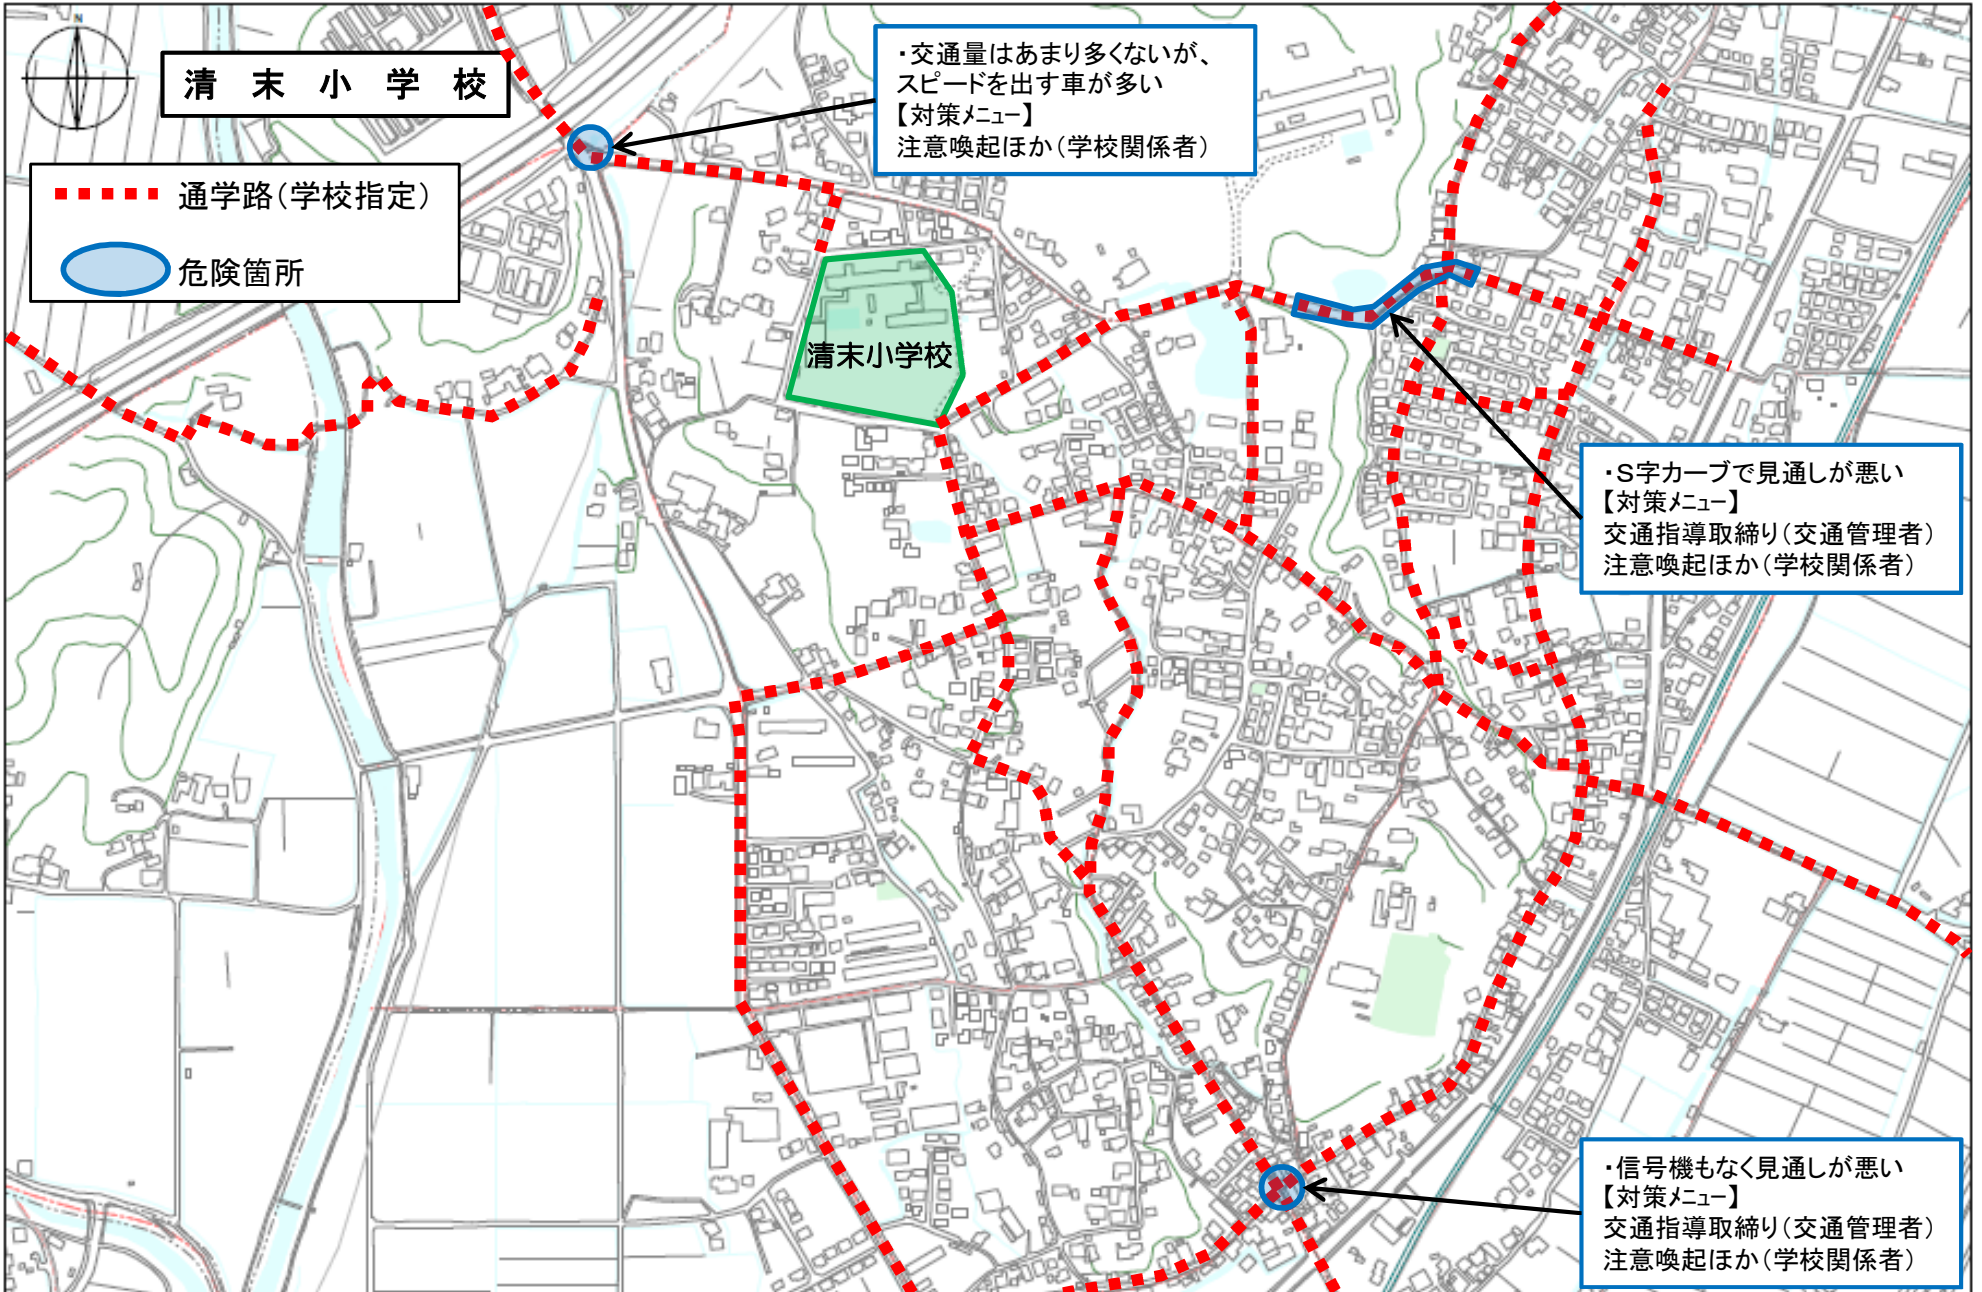 N
清末小学校
通学路(学校指定)
危険箇所
・交通量はあまり多くないが、
スピードを出す車が多い
【対策メニュー】
注意喚起ほか(学校関係者)
清末小学校
・S字カーブで見通しが悪い
【対策メニュー】
交通指導取締り(交通管理者)
注意喚起ほか(学校関係者)
・信号機もなく見通しが悪い
【対策メニュー】
交通指導取締り(交通管理者)
注意喚起ほか(学校関係者)